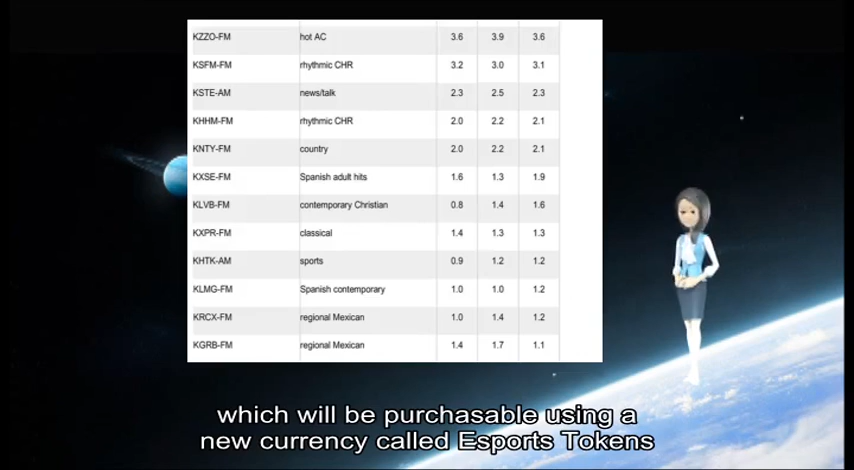 KZZO-FM hot AC 3.6 3.9 3.6
KSFM-FM rhythmic CHR 3.2 3.0 3.1
KSTE-AM news/talk 2.3 2.5 2.3
KHHM-FM rhythmic CHR 2.0 2.2 2.1
KNTY-FM country 2.0 2.2 2.1
KXSE-FM Spanish adult hits 1.6 1.3 1.9
KLVB-FM contemporary Christian 0.8 1.4 1.6
KXPR-FM classical 1.4 1.3 1.3
KHTK-AM sports 0.9 1.2 1.2
KLMG-FM Spanish contemporary 1.0 1.0 1.2
KRCX-FM regional Mexican 1.0 1.4 1.2
KGRB-FM regional Mexican 1.4 1.7 1.1
which will be purchasable using a
new currency called Esports Tokens